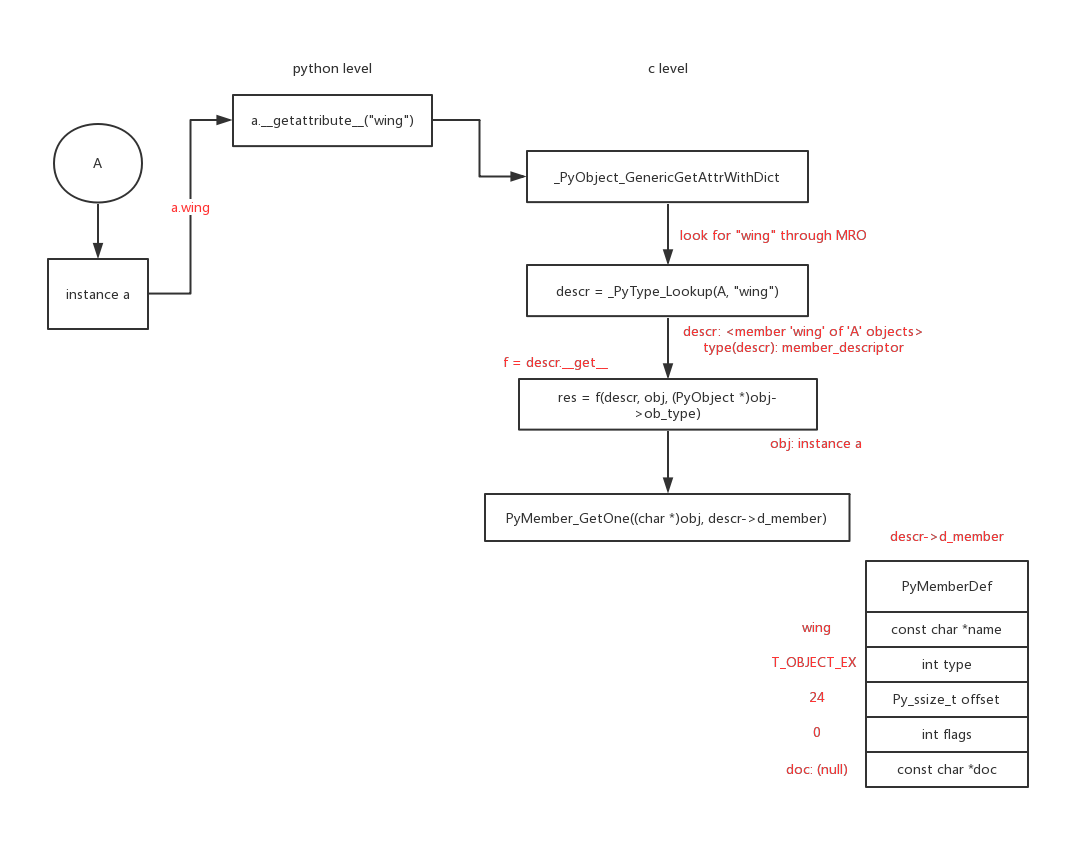 python level
c level
a.__getattribute__("wing")
A
_PyObject_GenericGetAttrWithDict
a.wing
look for "wing" through MRO
instance a
descr = _PyType_Lookup(A, "wing")
descr: <member 'wing' of 'A' objects>
type(descr): member_descriptor
f = descr.__get__
res = f(descr, obj, (PyObject *)obj-
>ob_type)
obj: instance a
PyMember_GetOne((char *)obj, descr->d_member)
descr->d_member
PyMemberDef
wing
const char *name
T_OBJECT_EX
int type
24
Py_ssize_t offset
0
int flags
doc: (null)
const char *doc